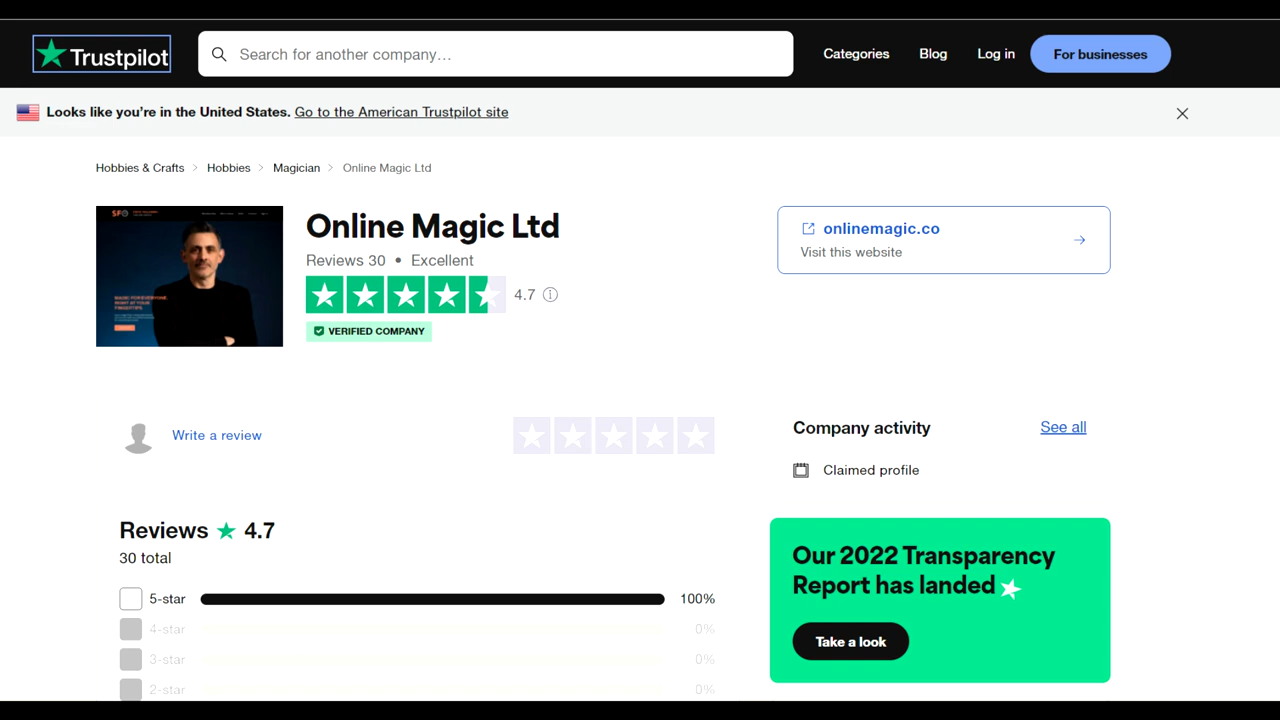 Trustpilot
Search for another company…
Categories
Blog
Log in
For businesses
Looks like you're in the United States. Go to the American Trustpilot site
Hobbies & Crafts
Hobbies
Magician
Online Magic Ltd
Online Magic Ltd
Reviews 30 • Excellent
4.7
VERIFIED COMPANY
onlinemagic.co
Visit this website
Write a review
Company activity
See all
Claimed profile
Reviews ★ 4.7
30 total
5-star 100%
4-star 0%
3-star 0%
2-star 0%
Our 2022 Transparency
Report has landed
Take a look